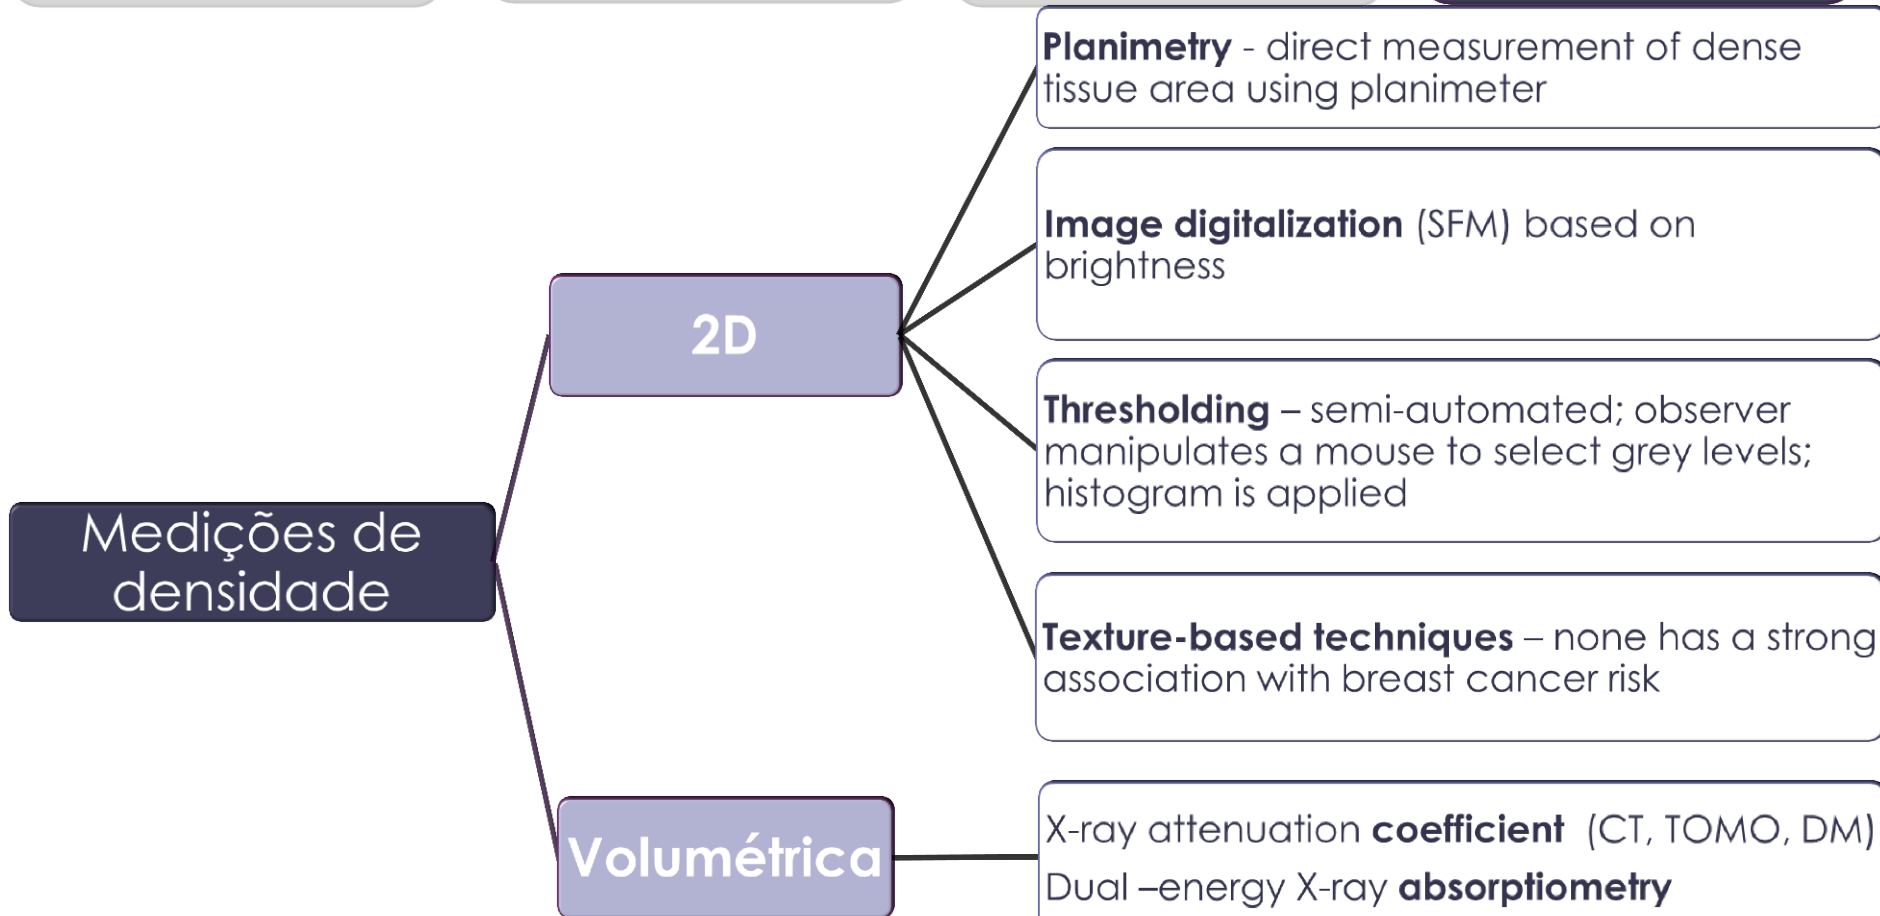 Planimetry - direct measurement of dense
tissue area using planimeter
Image digitalization (SFM) based on
brightness
2D
Thresholding – semi-automated; observer
manipulates a mouse to select grey levels;
histogram is applied
Medições de
densidade
Texture-based techniques – none has a strong
association with breast cancer risk
Volumétrica
X-ray attenuation coefficient (CT, TOMO, DM)
Dual –energy X-ray absorptiometry